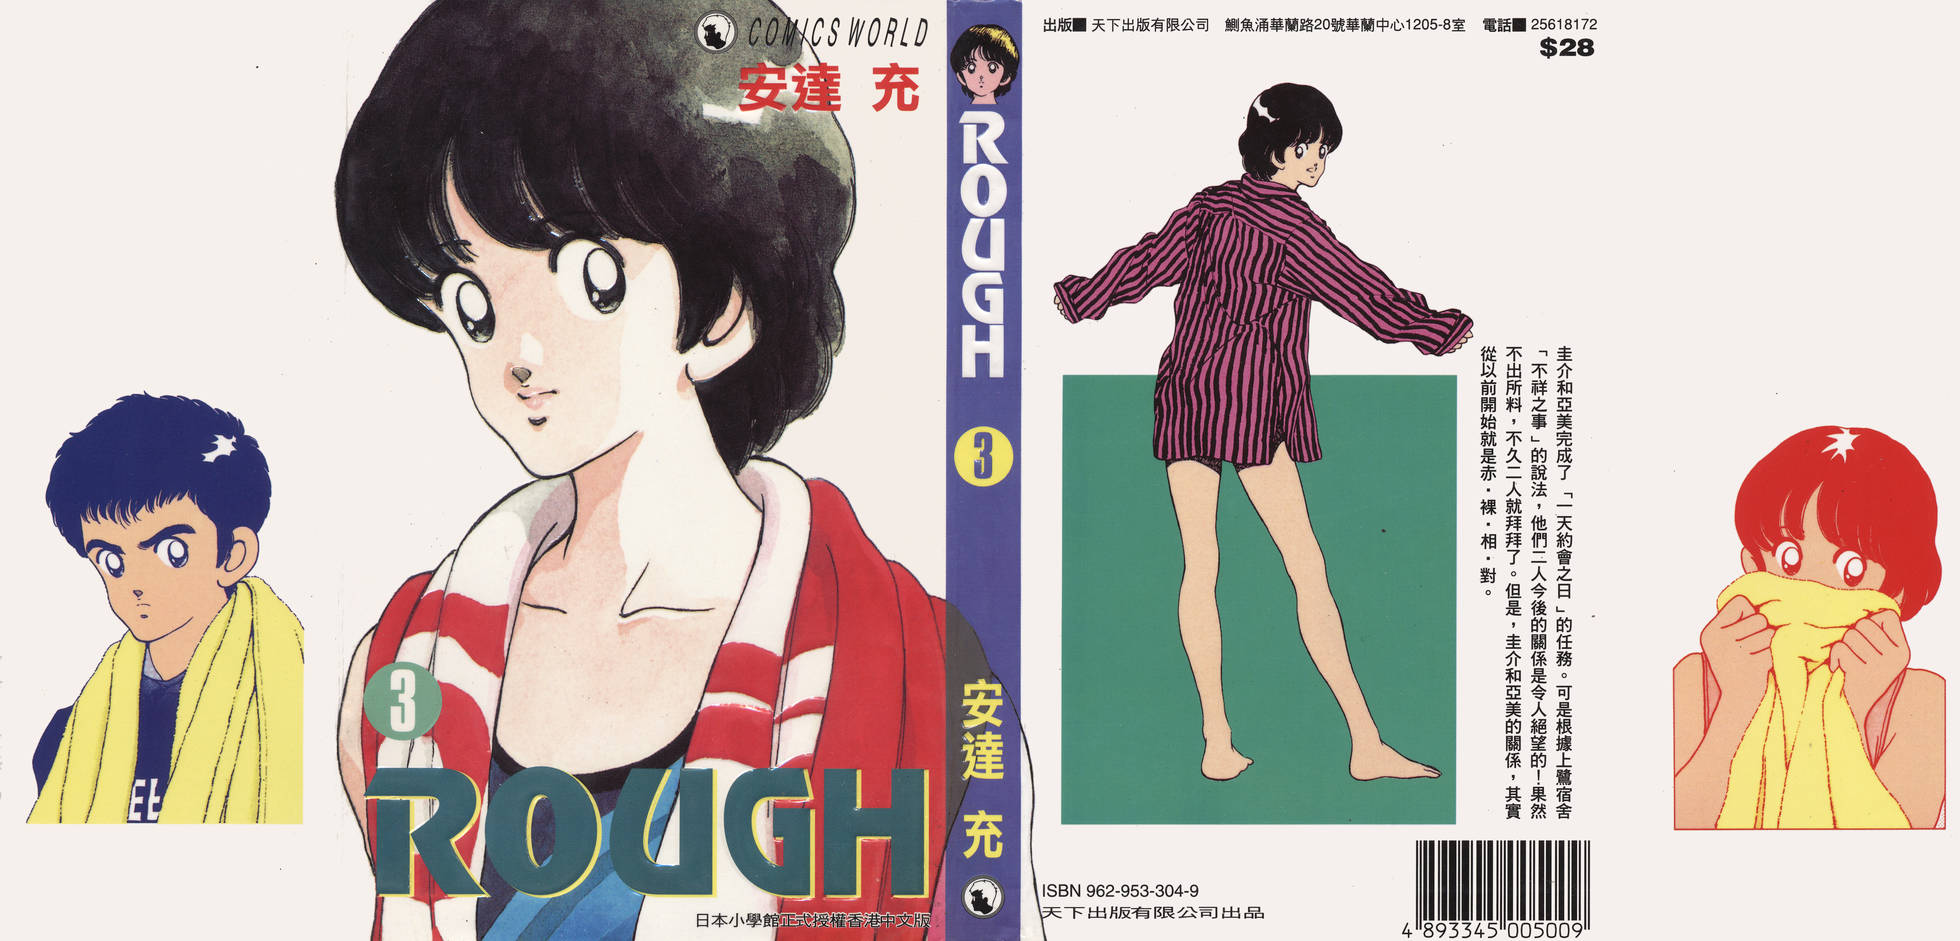 COMICS WORLD
安達 充
3
ROUGH
日本小學館正式授權香港中文版
ROUGH
3
安達 充
出版■ 天下出版有限公司 鰂魚涌華蘭路20號華蘭中心1205-8室 電話■ 25618172
$28
圭介和亞美完成了「一天約會之日」的任務。可是根據上鷺宿舍
「不祥之事」的說法，他們二人今後的關係是令人絕望的！果然
不出所料，不久二人就拜拜了。但是，圭介和亞美的關係，其實
從以前開始就是赤・裸・相・對。
ISBN 962-953-304-9
天下出版有限公司出品
4 893345 005009